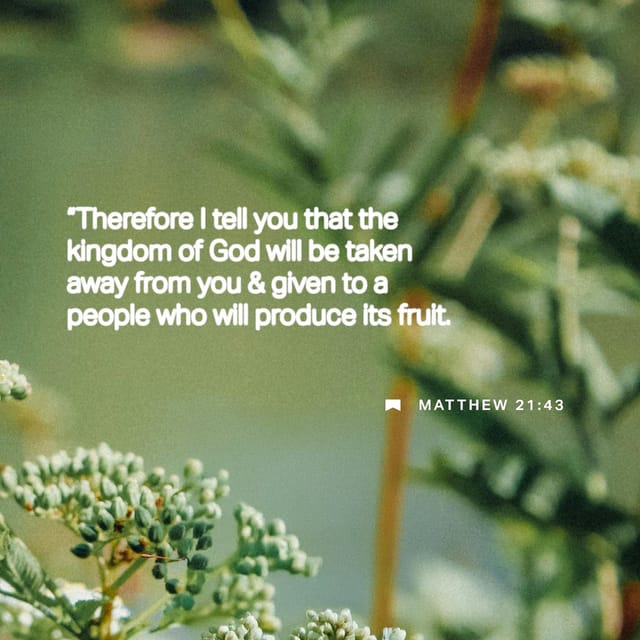 “Therefore I tell you that the
kingdom of God will be taken
away from you & given to a
people who will produce its fruit.
MATTHEW 21:43